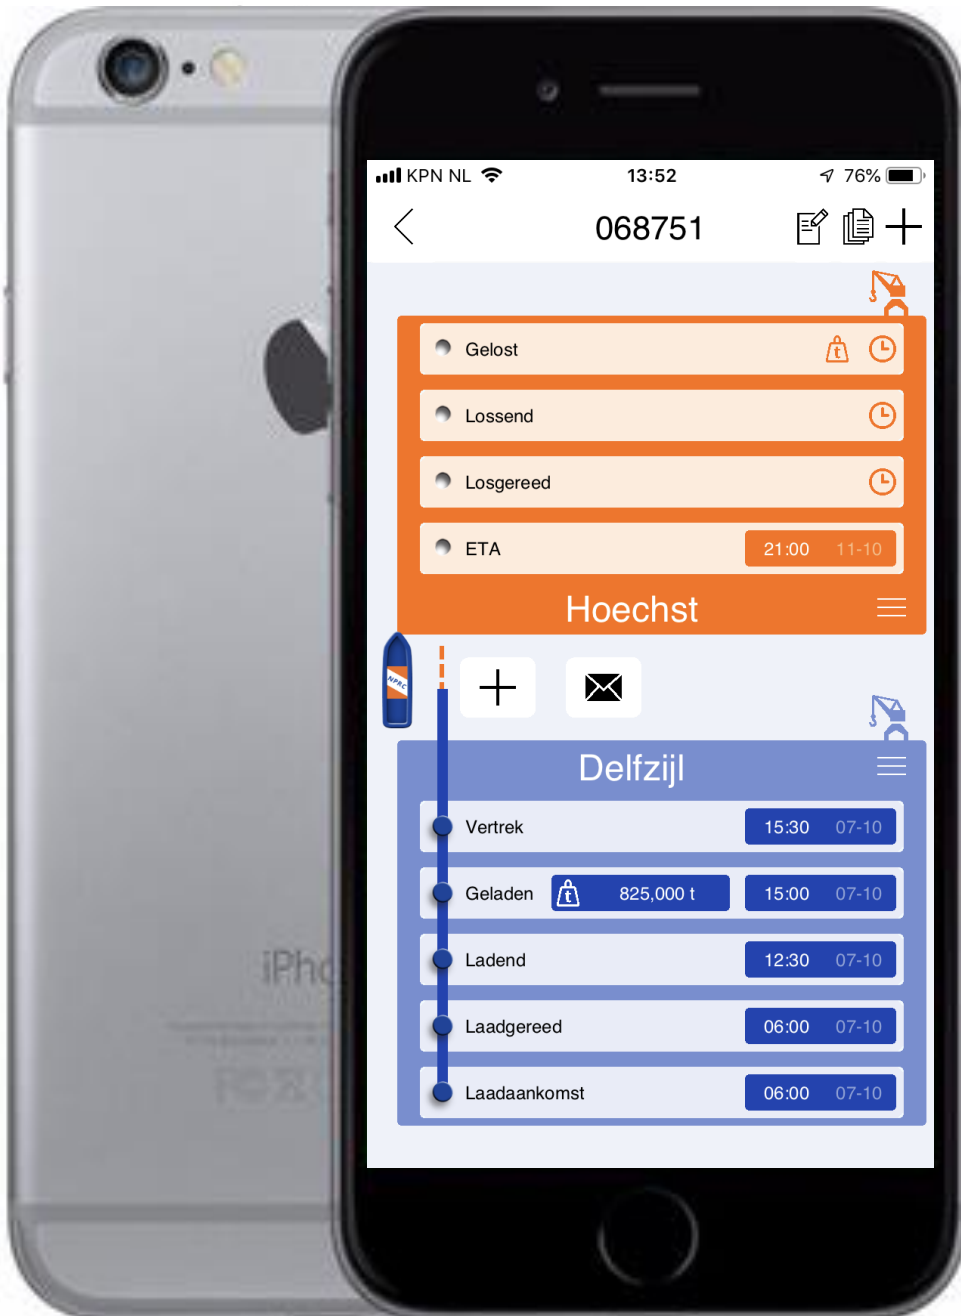 KPN NL 13:52 76%
068751
Gelost t
Lossend
Losgereed
ETA 21:00 11-10
Hoechst
NPRC
Delfzijl
Vertrek 15:30 07-10
Geladen t 825,000 t 15:00 07-10
Ladend 12:30 07-10
Laadgereed 06:00 07-10
Laadaankomst 06:00 07-10